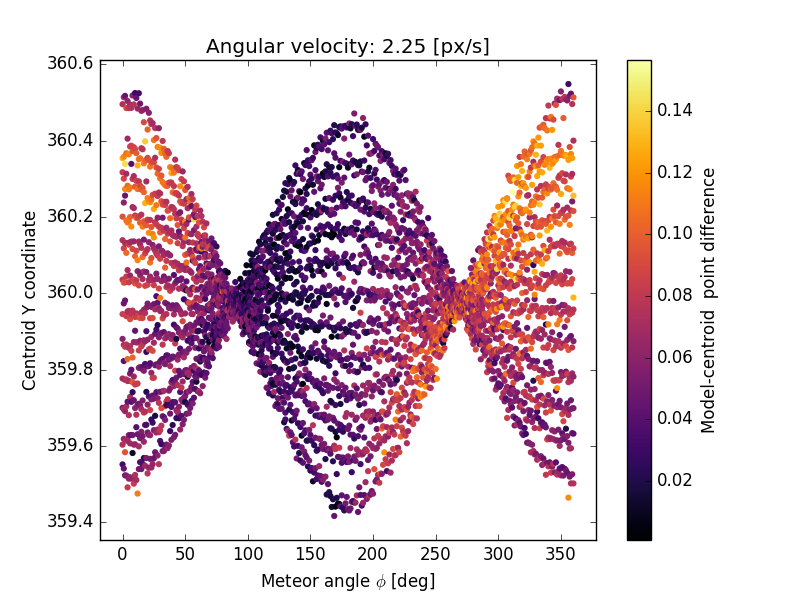 Angular velocity: 2.25 [px/s]
Centroid Y coordinate
360.6
360.4
360.2
360.0
359.8
359.6
359.4
0 50 100 150 200 250 300 350
Meteor angle ϕ [deg]
0.14
0.12
0.10
0.08
0.06
0.04
0.02
Model-centroid  point difference